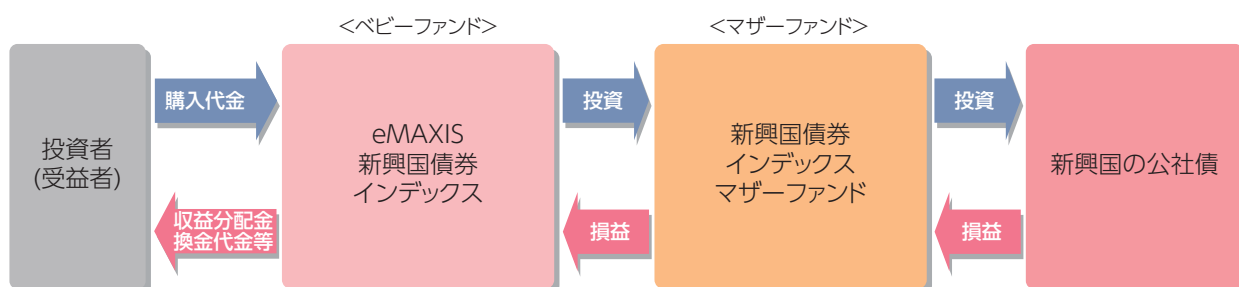 <ベビーファンド>
<マザーファンド>
投資者
(受益者)
購入代金
収益分配金
換金代金等
eMAXIS
新興国債券
インデックス
投資
損益
新興国債券
インデックス
マザーファンド
投資
損益
新興国の公社債